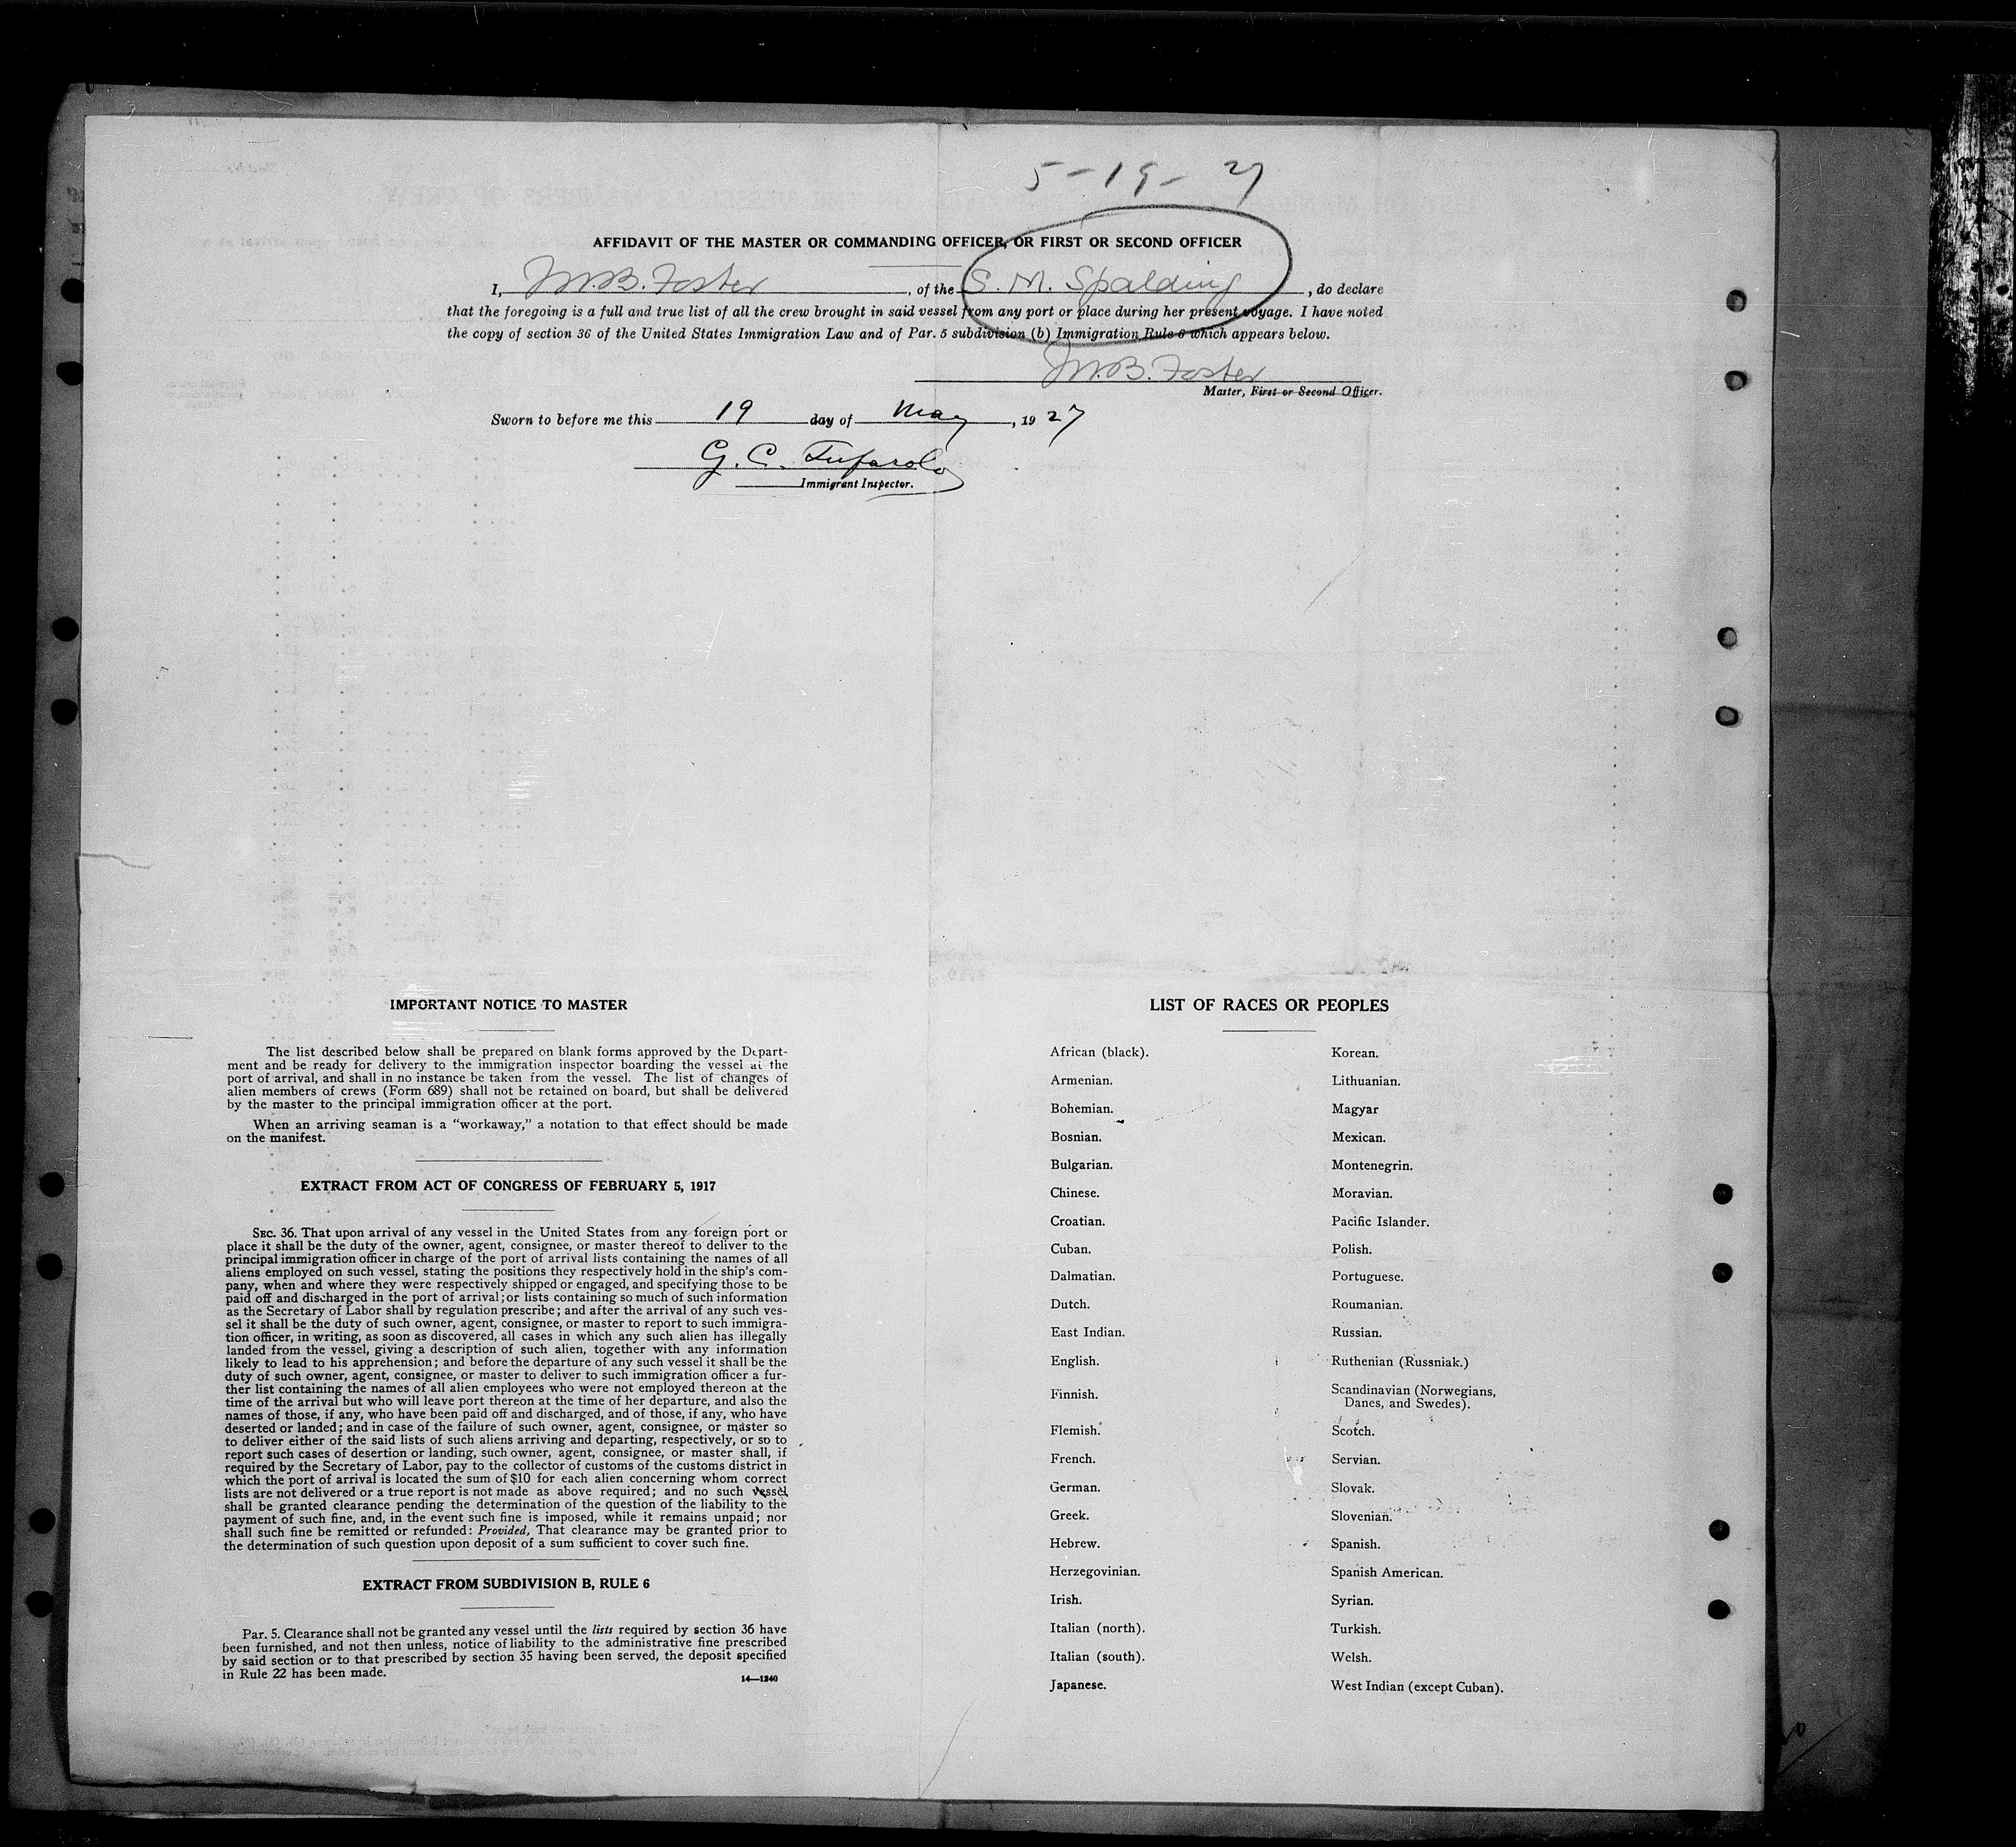 5-19-27
AFFIDAVIT OF THE MASTER OR COMMANDING OFFICER, OR FIRST OR SECOND OFFICER
I, W.B. Foster, of the S. M. Spalding, do declare
that the foregoing is a full and true list of all the crew brought in said vessel from any port or place during her present voyage. I have noted
the copy of section 36 of the United States Immigration Law and of Par. 5 subdivision (b) Immigration Rule 6 which appears below.
W.B. Foster
Master, First or Second Officer.
Sworn to before me this 19 day of May, 1927
G. C.
Immigrant Inspector.
IMPORTANT NOTICE TO MASTER
The list described below shall be prepared on blank forms approved by the Depart-
ment and be ready for delivery to the immigration inspector boarding the vessel at the
port of arrival, and shall in no instance be taken from the vessel. The list of changes of
alien members of crews (Form 689) shall not be retained on board, but shall be delivered
by the master to the principal immigration officer at the port.
When an arriving seaman is a "workaway," a notation to that effect should be made
on the manifest.
EXTRACT FROM ACT OF CONGRESS OF FEBRUARY 5, 1917
SEC. 36. That upon arrival of any vessel in the United States from any foreign port or
place it shall be the duty of the owner, agent, consignee, or master thereof to deliver to the
principal immigration officer in charge of the port of arrival lists containing the names of all
aliens employed on such vessel, stating the positions they respectively hold in the ship's com-
pany, when and where they were respectively shipped or engaged, and specifying those to be
paid off and discharged in the port of arrival; or lists containing so much of such information
as the Secretary of Labor shall by regulation prescribe; and after the arrival of any such ves-
sel it shall be the duty of such owner, agent, consignee, or master to report to such immigra-
tion officer, in writing, as soon as discovered, all cases in which any such alien has illegally
landed from the vessel, giving a description of such alien, together with any information
likely to lead to his apprehension; and before the departure of any such vessel it shall be the
duty of such owner, agent, consignee, or master to deliver to such immigration officer a fur-
ther list containing the names of all alien employees who were not employed thereon at the
time of the arrival but who will leave port thereon at the time of her departure, and also the
names of those, if any, who have been paid off and discharged, and of those, if any, who have
deserted or landed; and in case of the failure of such owner, agent, consignee, or master so
to deliver either of the said lists of such aliens arriving and departing, respectively, or so to
report such cases of desertion or landing, such owner, agent, consignee, or master shall, if
required by the Secretary of Labor, pay to the collector of customs of the customs district in
which the port of arrival is located the sum of $10 for each alien concerning whom correct
lists are not delivered or a true report is not made as above required; and no such vessel
shall be granted clearance pending the determination of the question of the liability to the
payment of such fine, and, in the event such fine is imposed, while it remains unpaid; nor
shall such fine be remitted or refunded: Provided, That clearance may be granted prior to
the determination of such question upon deposit of a sum sufficient to cover such fine.
EXTRACT FROM SUBDIVISION B, RULE 6
Par. 5. Clearance shall not be granted any vessel until the lists required by section 36 have
been furnished, and not then unless, notice of liability to the administrative fine prescribed
by said section or to that prescribed by section 35 having been served, the deposit specified
in Rule 22 has been made.
14—1240
LIST OF RACES OR PEOPLES
African (black).
Armenian.
Bohemian.
Bosnian.
Bulgarian.
Chinese.
Croatian.
Cuban.
Dalmatian.
Dutch.
East Indian.
English.
Finnish.
Flemish.
French.
German.
Greek.
Hebrew.
Herzegovinian.
Irish.
Italian (north).
Italian (south).
Japanese.
Korean.
Lithuanian.
Magyar
Mexican.
Montenegrin.
Moravian.
Pacific Islander.
Polish.
Portuguese.
Roumanian.
Russian.
Ruthenian (Russniak.)
Scandinavian (Norwegians,
Danes, and Swedes).
Scotch.
Servian.
Slovak.
Slovenian.
Spanish.
Spanish American.
Syrian.
Turkish.
Welsh.
West Indian (except Cuban).